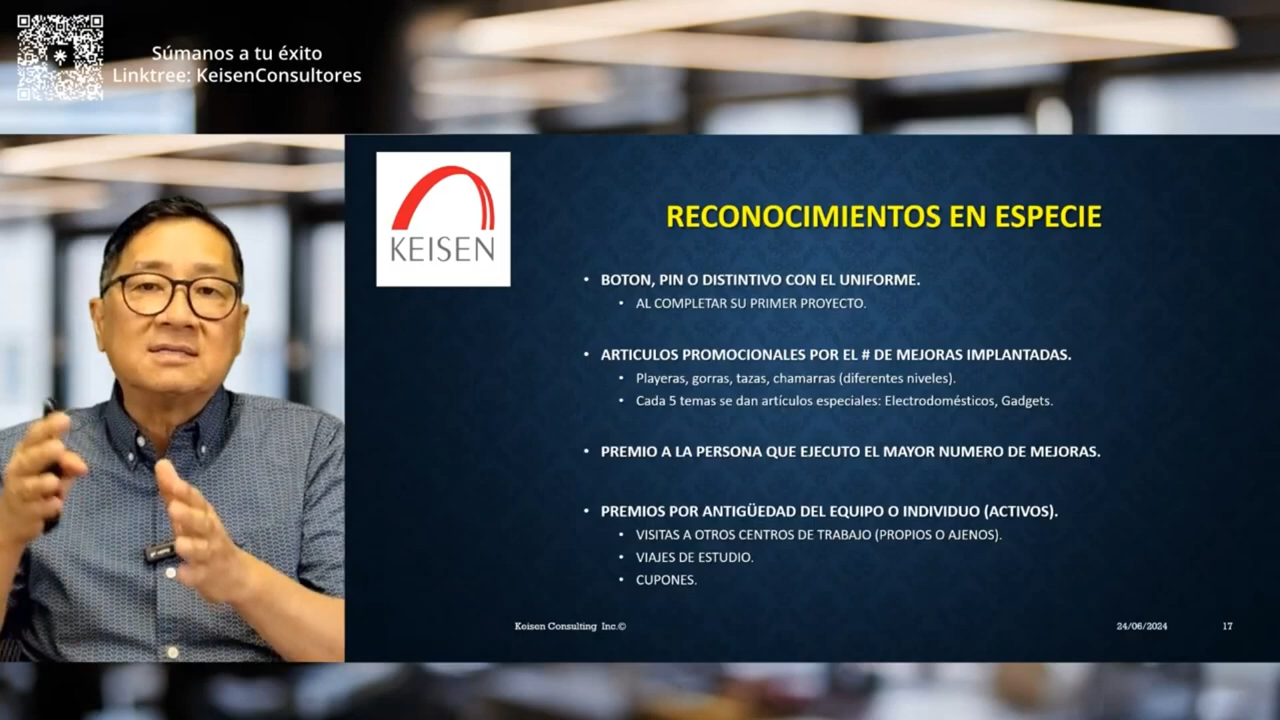 Súmanos a tu éxito
Linktree: KeisenConsultores
KEISEN
RECONOCIMIENTOS EN ESPECIE
• BOTON, PIN O DISTINTIVO CON EL UNIFORME.
• AL COMPLETAR SU PRIMER PROYECTO.
• ARTICULOS PROMOCIONALES POR EL # DE MEJORAS IMPLANTADAS.
• Playeras, gorras, tazas, chamarras (diferentes niveles).
• Cada 5 temas se dan artículos especiales: Electrodomésticos, Gadgets.
• PREMIO A LA PERSONA QUE EJECUTO EL MAYOR NUMERO DE MEJORAS.
• PREMIOS POR ANTIGÜEDAD DEL EQUIPO O INDIVIDUO (ACTIVOS).
• VISITAS A OTROS CENTROS DE TRABAJO (PROPIOS O AJENOS).
• VIAJES DE ESTUDIO.
• CUPONES.
Keisen Consulting Inc.©
24/06/2024
17